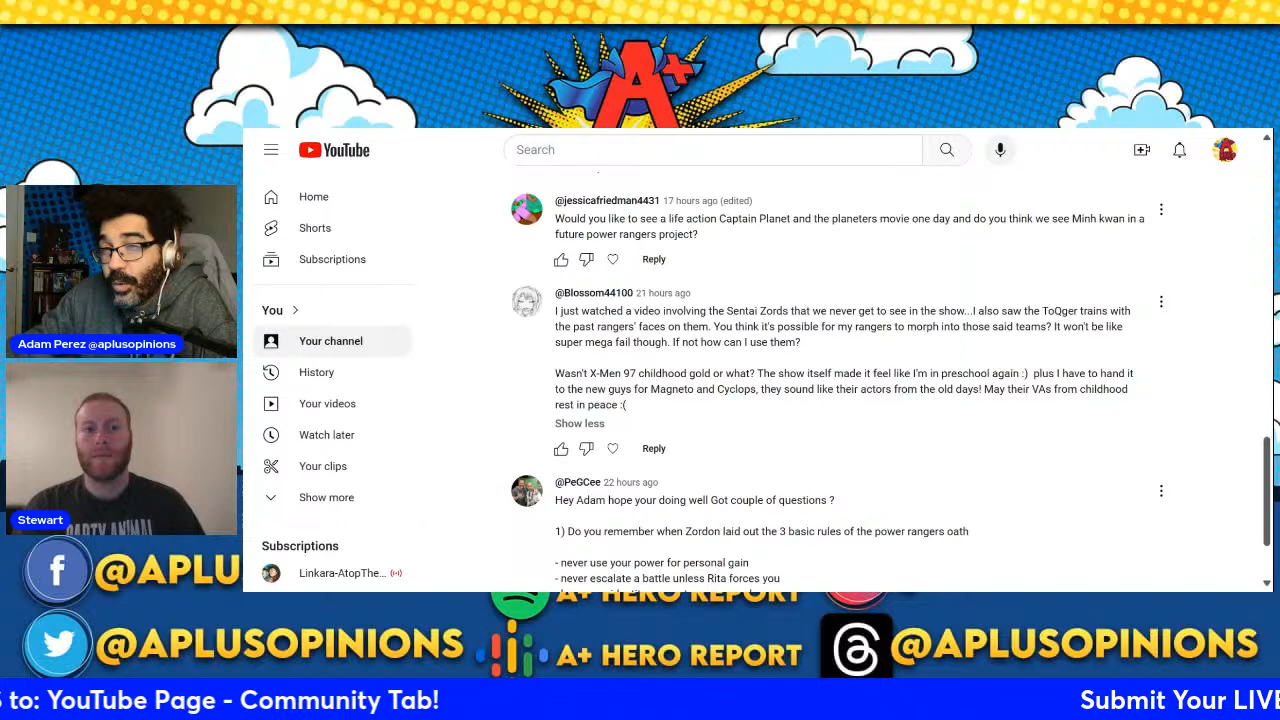 A+
YouTube
Search
Home
Shorts
Subscriptions
You
Your channel
History
Your videos
Watch later
Your clips
Show more
Subscriptions
Linkara-AtopThe...
@jessicafriedman4431 17 hours ago (edited)
Would you like to see a life action Captain Planet and the planeters movie one day and do you think we see Minh kwan in a
future power rangers project?
Reply
@Blossom44100 21 hours ago
I just watched a video involving the Sentai Zords that we never get to see in the show...I also saw the ToQger trains with
the past rangers' faces on them. You think it's possible for my rangers to morph into those said teams? It won't be like
super mega fail though. If not how can I use them?
Wasn't X-Men 97 childhood gold or what? The show itself made it feel like I'm in preschool again :) plus I have to hand it
to the new guys for Magneto and Cyclops, they sound like their actors from the old days! May their VAs from childhood
rest in peace :(
Show less
Reply
@PeGCee 22 hours ago
Hey Adam hope your doing well Got couple of questions ?
1) Do you remember when Zordon laid out the 3 basic rules of the power rangers oath
- never use your power for personal gain
- never escalate a battle unless Rita forces you
Adam Perez @aplusopinions
PARTY ANIMAL
Stewart
@APLU
A+ HERO REPORT
@APLUSOPINIONS
A+ HERO REPORT
@APLUSOPINIONS
S to: YouTube Page - Community Tab!
Submit Your LIVE